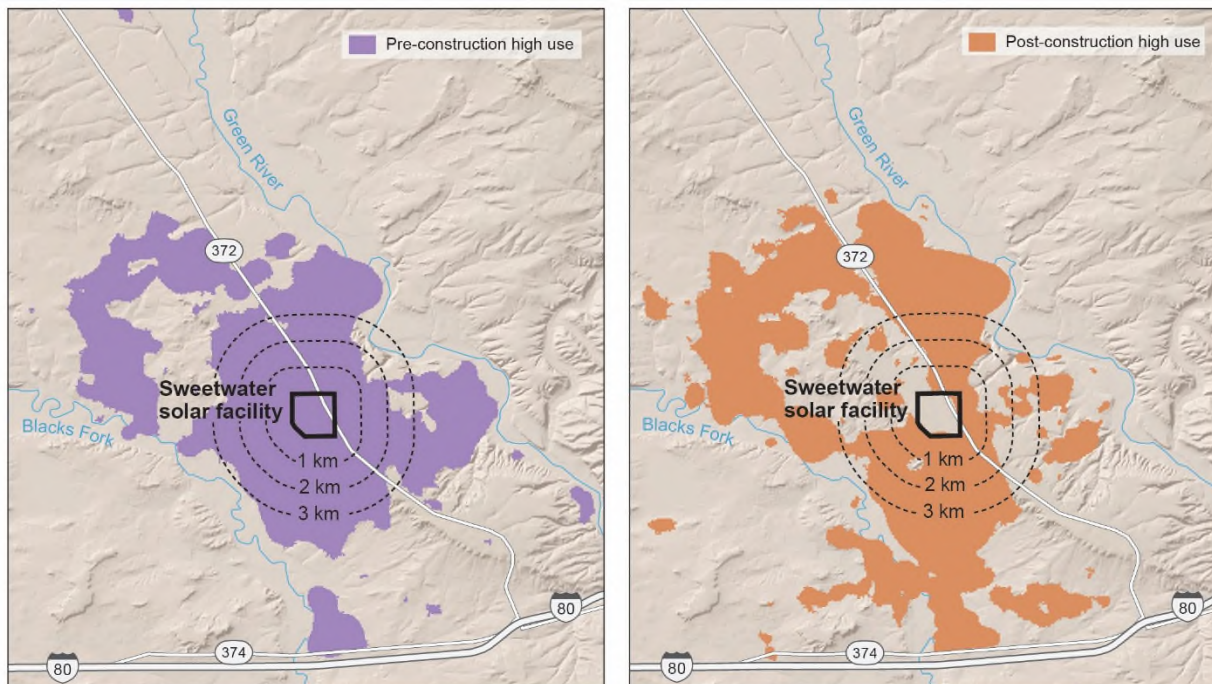 Pre-construction high use
Green River
372
Sweetwater
solar facility
Blacks Fork
1 km
2 km
3 km
80
374
80
Post-construction high use
Green River
372
Sweetwater
solar facility
Blacks Fork
1 km
2 km
3 km
80
374
80